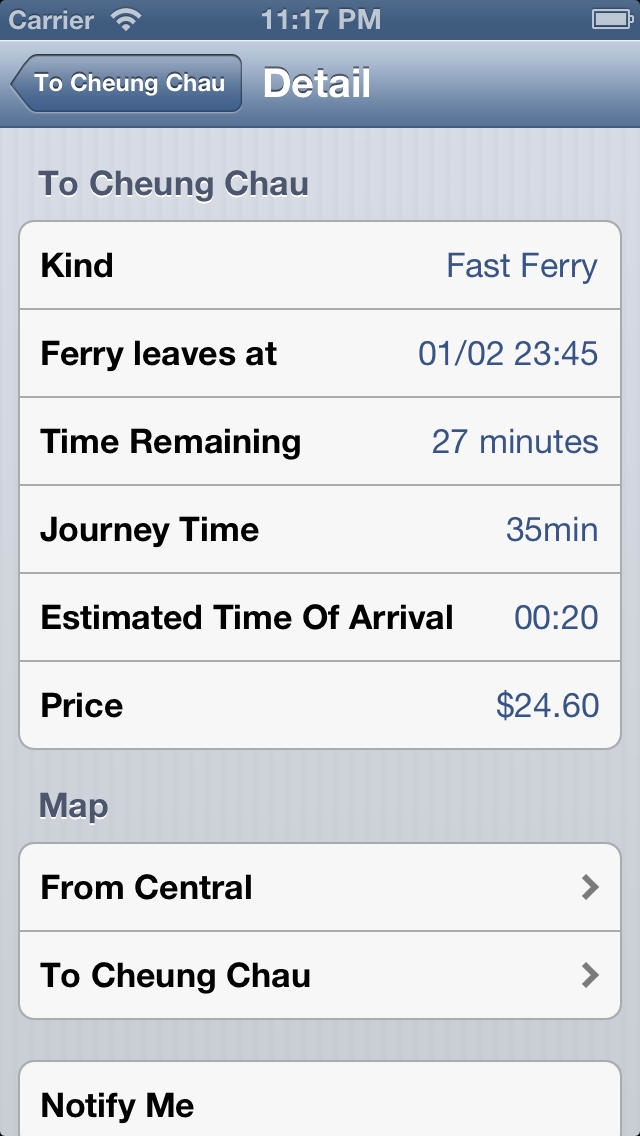 Carrier 11:17 PM
To Cheung Chau Detail
To Cheung Chau
Kind Fast Ferry
Ferry leaves at 01/02 23:45
Time Remaining 27 minutes
Journey Time 35min
Estimated Time Of Arrival 00:20
Price $24.60
Map
From Central
To Cheung Chau
Notify Me